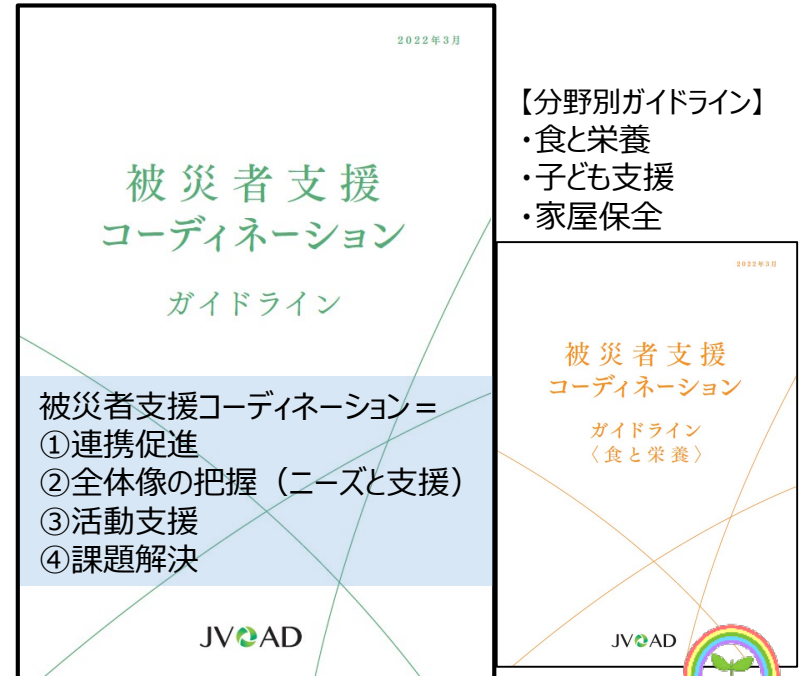 2022年3月
被災者支援
コーディネーション
ガイドライン
被災者支援コーディネーション＝
①連携促進
②全体像の把握（ニーズと支援）
③活動支援
④課題解決
JVOAD
【分野別ガイドライン】
・食と栄養
・子ども支援
・家屋保全
2022年3月
被災者支援
コーディネーション
ガイドライン
〈食と栄養〉
JVOAD